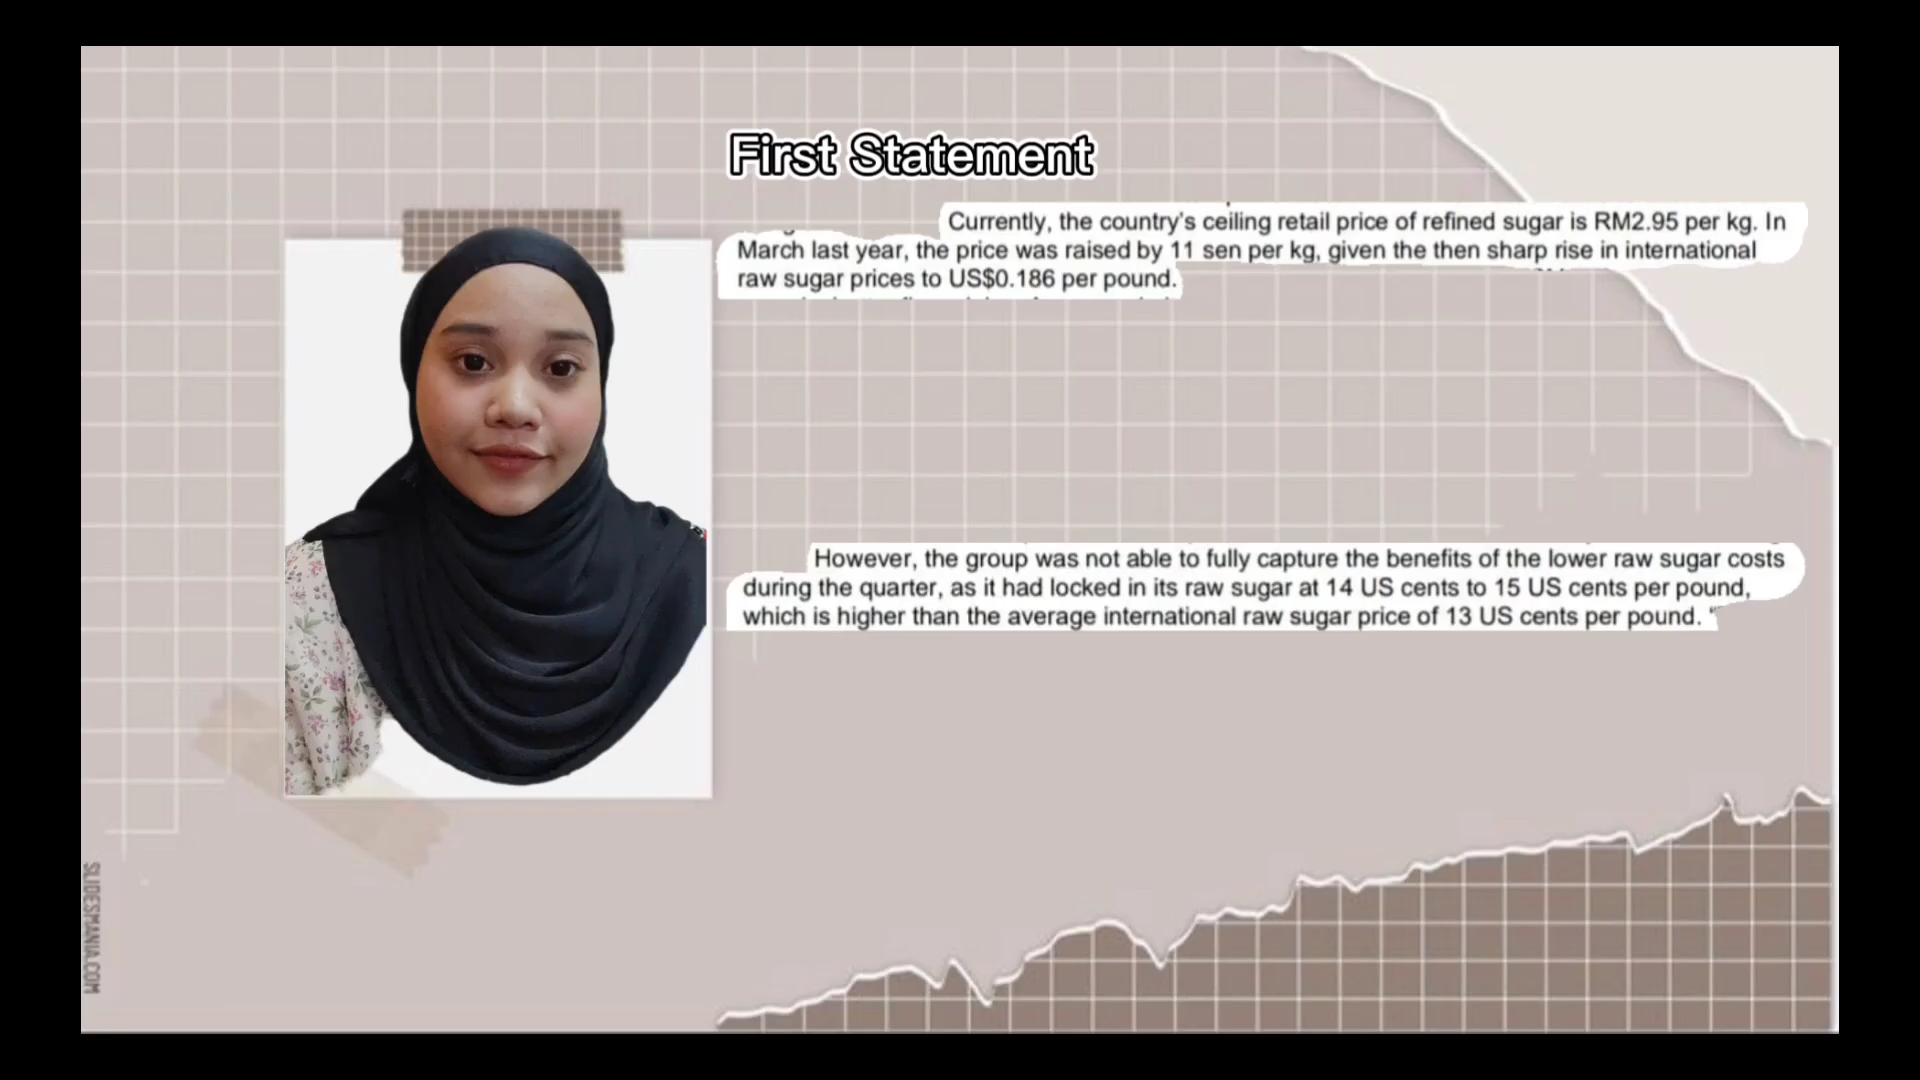 First Statement
Currently, the country's ceiling retail price of refined sugar is RM2.95 per kg. In
March last year, the price was raised by 11 sen per kg, given the then sharp rise in international
raw sugar prices to US$0.186 per pound.
However, the group was not able to fully capture the benefits of the lower raw sugar costs
during the quarter, as it had locked in its raw sugar at 14 US cents to 15 US cents per pound,
which is higher than the average international raw sugar price of 13 US cents per pound. "
SLIDESMANIA.COM